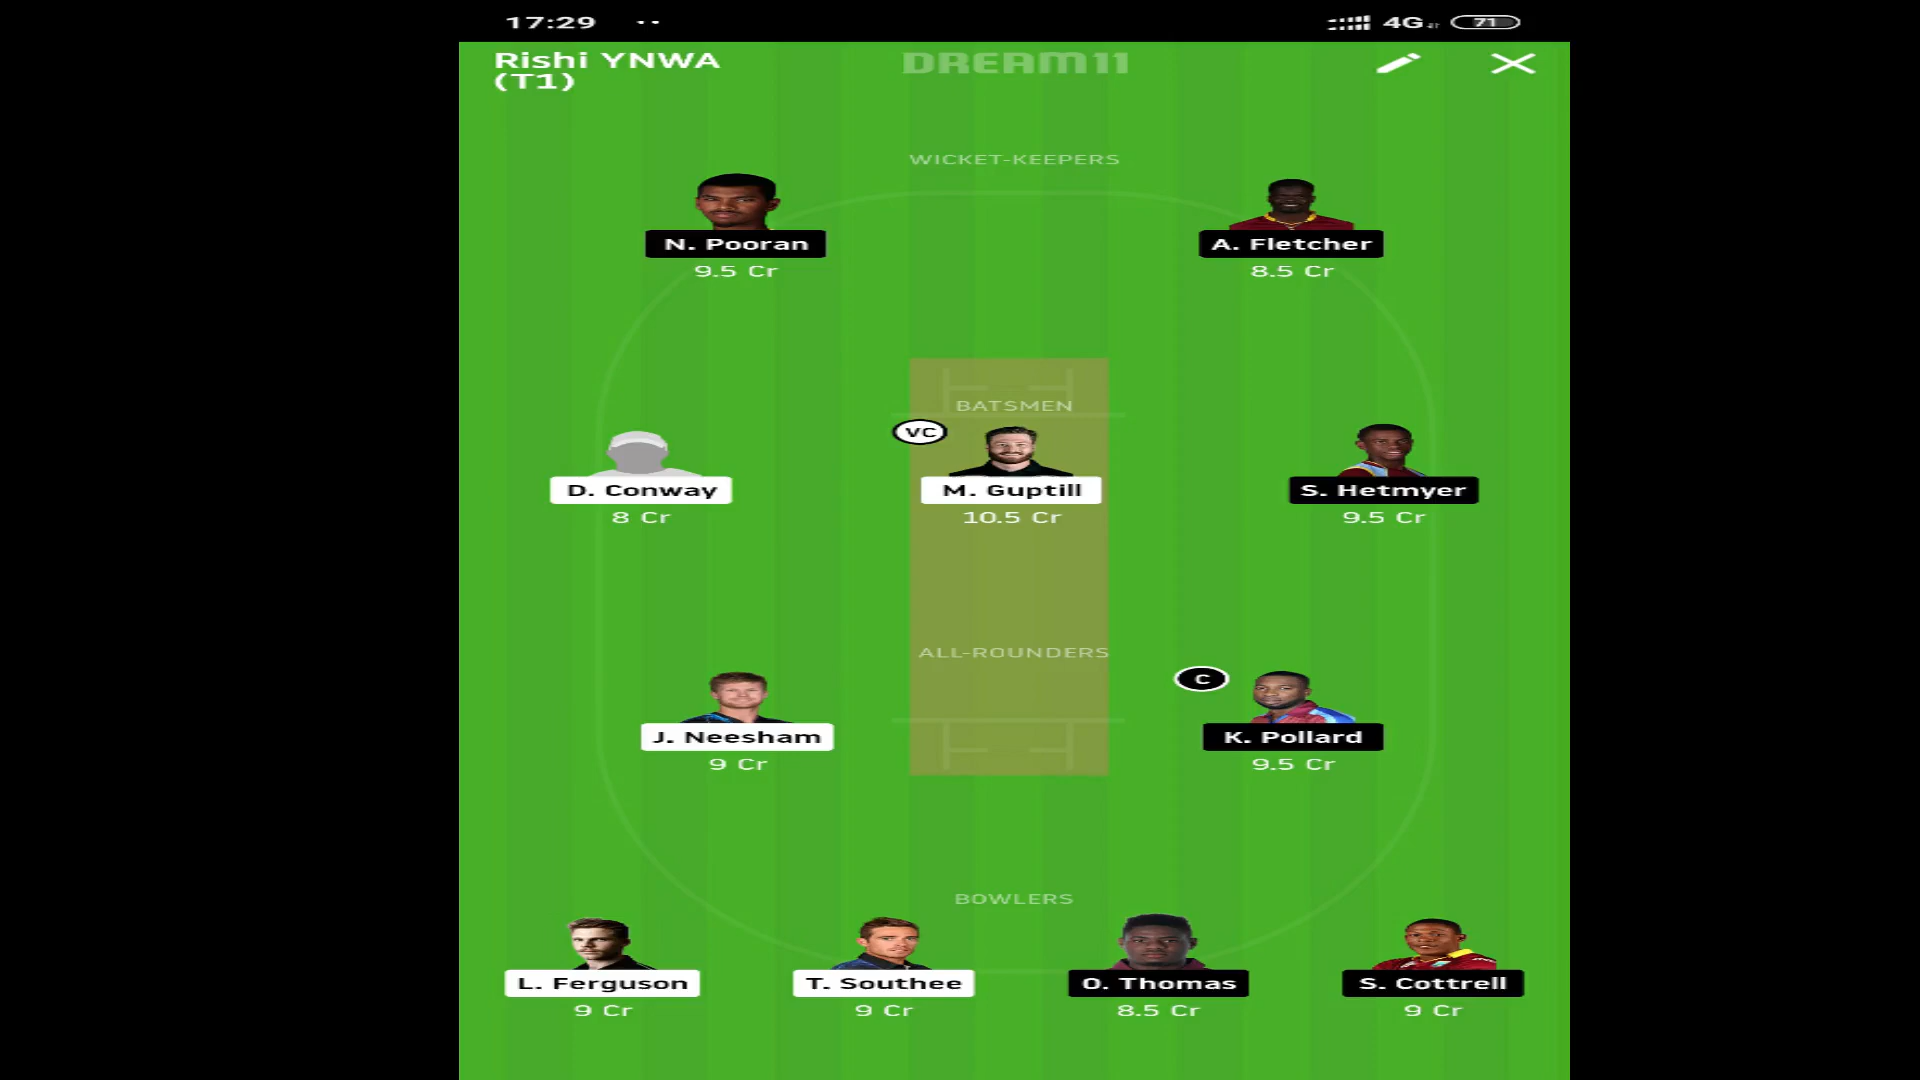 17:29
4G
71
Rishi YNWA
(T1)
DREAM11
WICKET-KEEPERS
N. Pooran
A. Fletcher
9.5 Cr
8.5 Cr
BATSMEN
VC
D. Conway
M. Guptill
S. Hetmyer
8 Cr
10.5 Cr
9.5 Cr
ALL-ROUNDERS
C
J. Neesham
K. Pollard
9 Cr
9.5 Cr
BOWLERS
L. Ferguson
T. Southee
O. Thomas
S. Cottrell
9 Cr
9 Cr
8.5 Cr
9 Cr